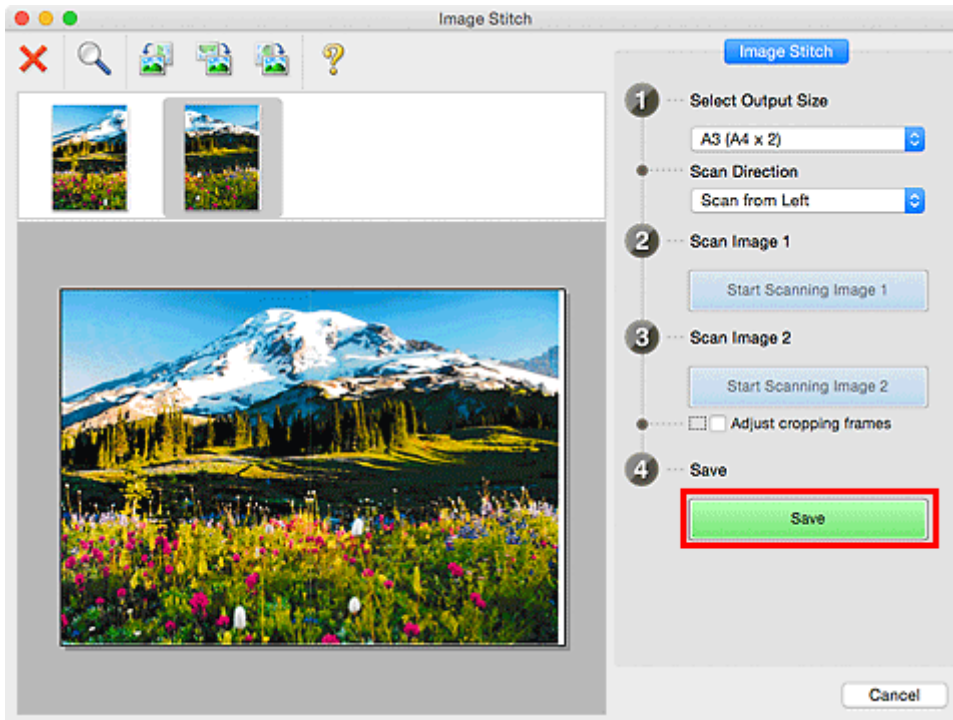 Image Stitch
Image Stitch
1 Select Output Size
A3 (A4 x 2)
Scan Direction
Scan from Left
2 Scan Image 1
Start Scanning Image 1
3 Scan Image 2
Start Scanning Image 2
Adjust cropping frames
4 Save
Save
Cancel